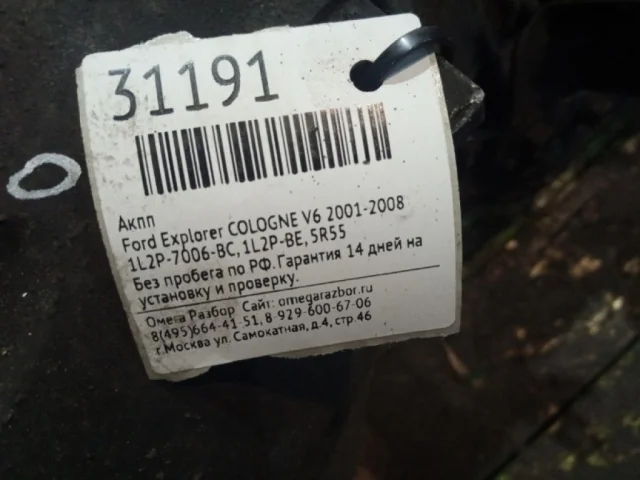 31191
Акпп
Ford Explorer COLOGNE V6 2001-2008
1L2P-7006-BC, 1L2P-BE, 5R55
Без пробега по РФ.Гарантия 14 дней на
установку и проверку.
Омега Разбор Сайт: omegarazbor.ru
8(495)664-41-51, 8-929-600-67-06
г.Москва ул. Самокатная, д.4, стр.46